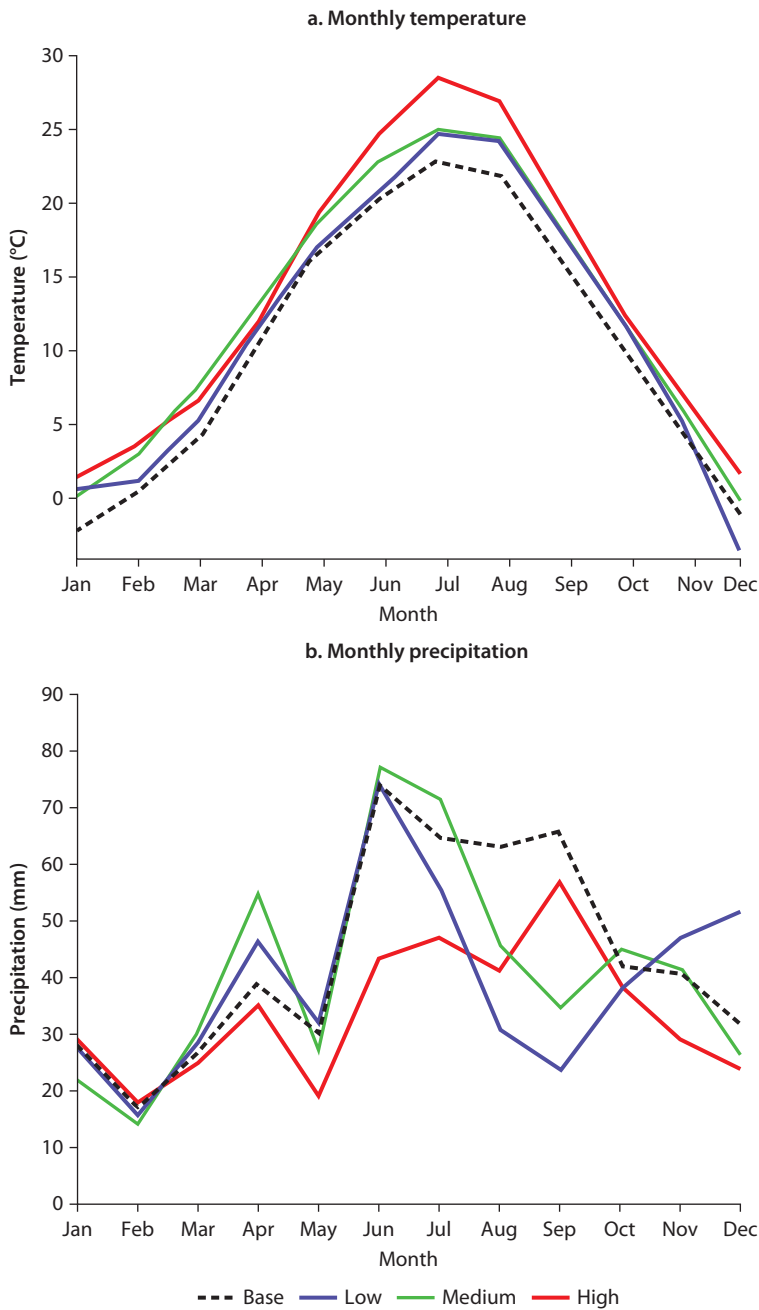 a. Monthly temperature
30
25
20
15
10
5
0
Temperature (°C)
Jan Feb Mar Apr May Jun Jul Aug Sep Oct Nov Dec
Month
b. Monthly precipitation
90
80
70
60
50
40
30
20
10
0
Precipitation (mm)
Jan Feb Mar Apr May Jun Jul Aug Sep Oct Nov Dec
Month
Base Low Medium High